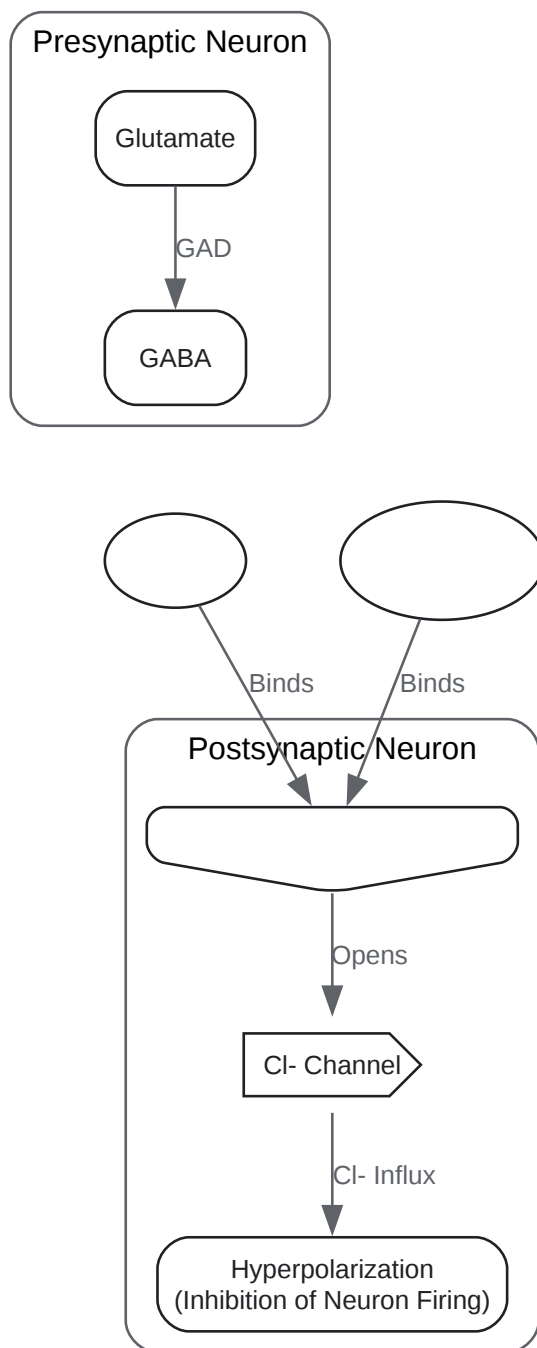 Presynaptic Neuron
Glutamate
GAD
GABA
Binds
Binds
Postsynaptic Neuron
Opens
Cl- Channel
Cl- Influx
Hyperpolarization
(Inhibition of Neuron Firing)